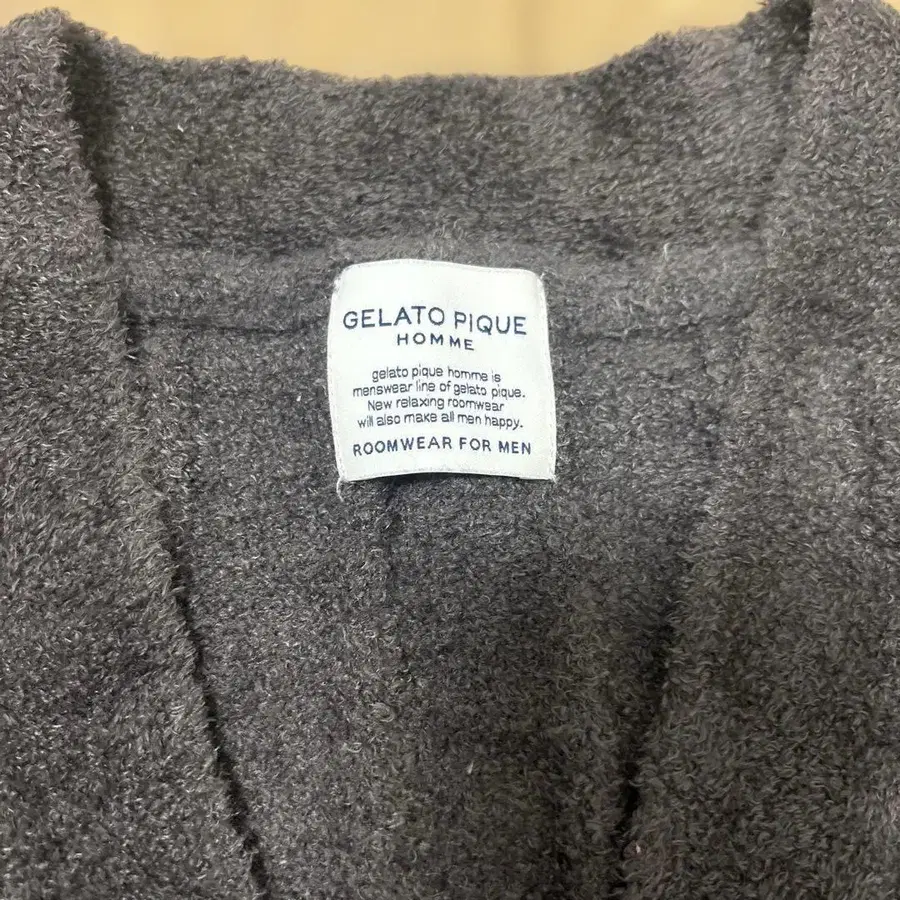 GELATO PIQUE
HOMME
gelato pique homme is
menswear line of gelato pique.
New relaxing roomwear
will also make all men happy.
ROOMWEAR FOR MEN